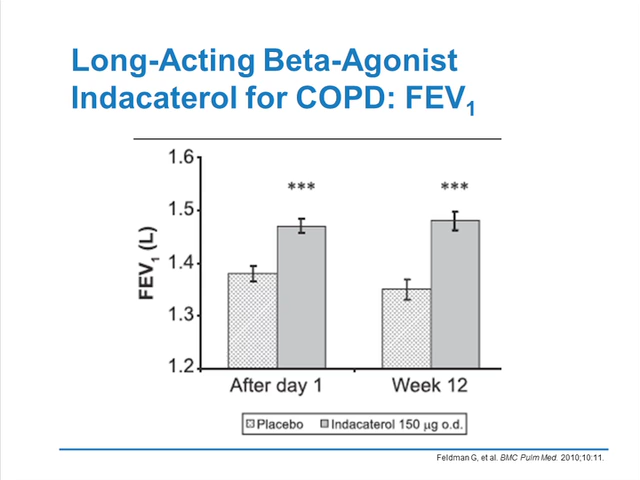 Long-Acting Beta-Agonist
Indacaterol for COPD: FEV₁
1.6
***
***
1.5
FEV₁ (L)
1.4
1.3
1.2
After day 1
Week 12
Placebo
Indacaterol 150 µg o.d.
Feldman G, et al. BMC Pulm Med. 2010;10:11.